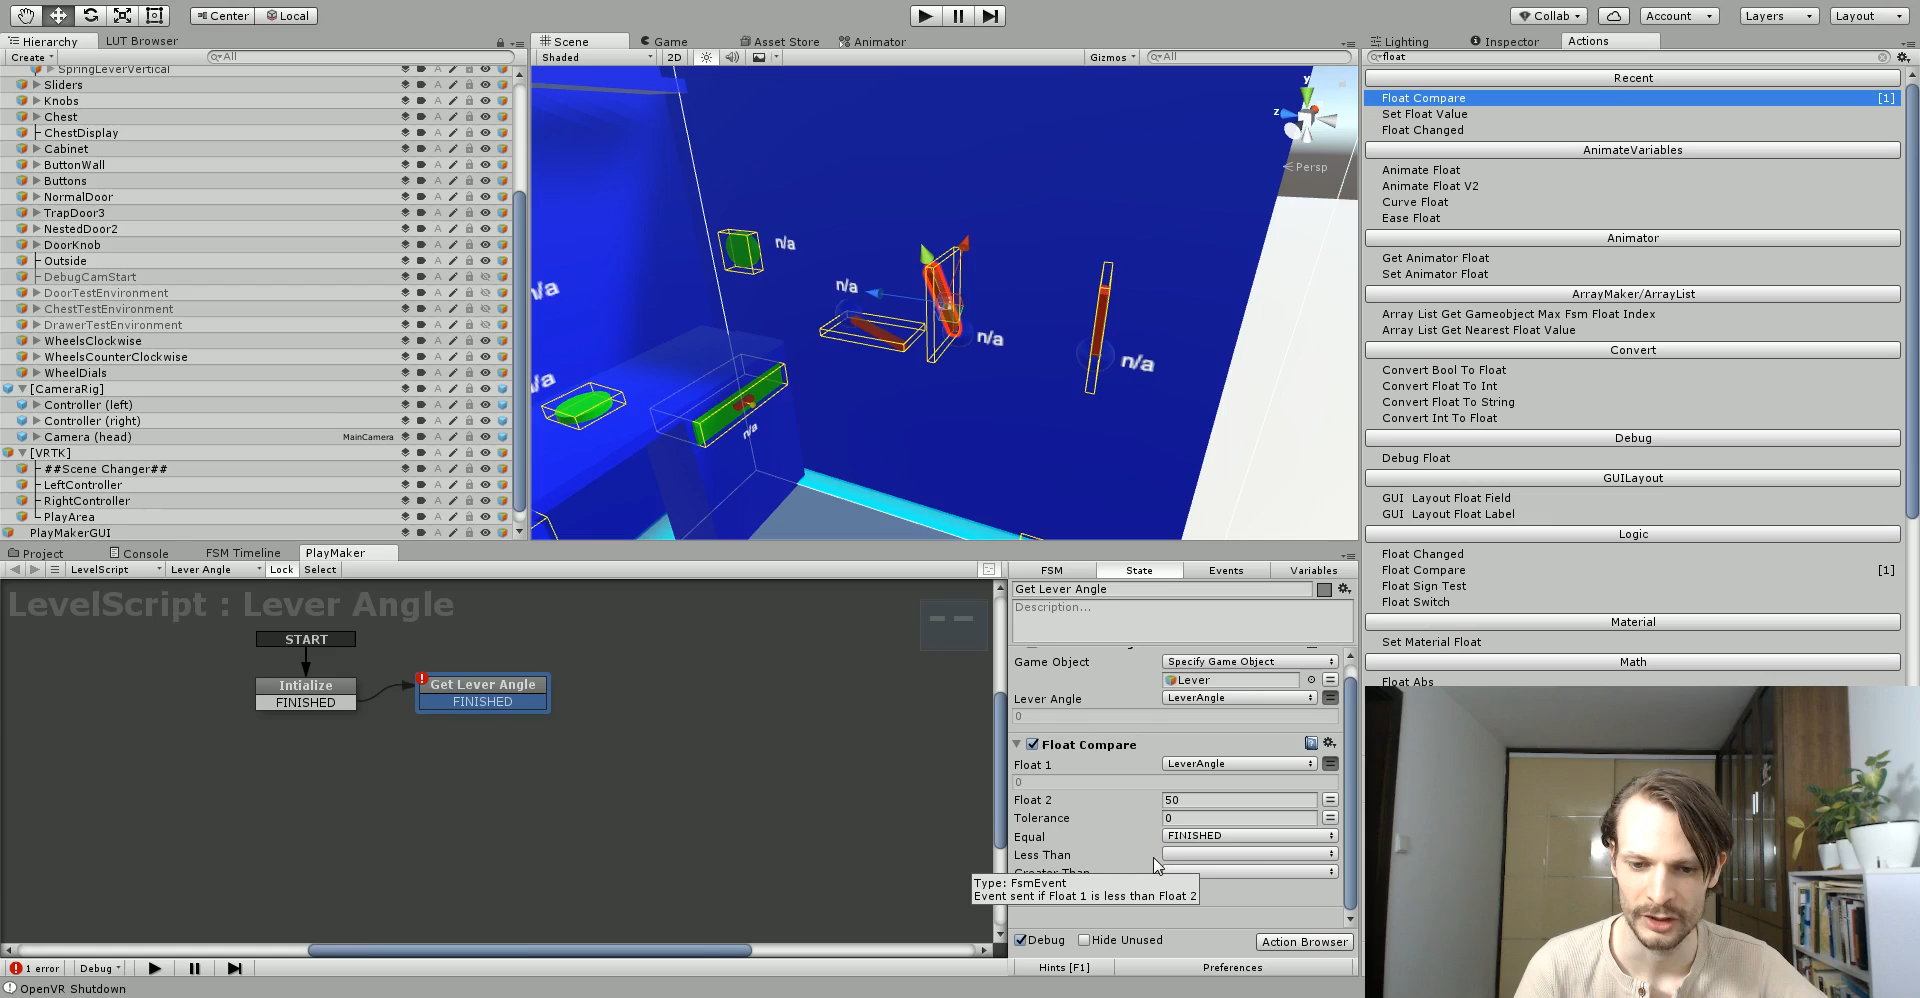 Center
Local
Collab
Account
Layers
Layout
Hierarchy
LUT Browser
Scene
Game
Asset Store
Animator
Lighting
Inspector
Actions
Create
All
Shaded
2D
Gizmos
All
float
SpringLeverVertical
Sliders
Knobs
Chest
ChestDisplay
Cabinet
ButtonWall
Buttons
NormalDoor
TrapDoor3
NestedDoor2
DoorKnob
Outside
DebugCamStart
DoorTestEnvironment
ChestTestEnvironment
DrawerTestEnvironment
WheelsClockwise
WheelsCounterClockwise
WheelDials
[CameraRig]
Controller (left)
Controller (right)
Camera (head)
MainCamera
[VRTK]
##Scene Changer##
LeftController
RightController
PlayArea
PlayMakerGUI
y
z
Persp
n/a
n/a
n/a
n/a
n/a
n/a
n/a
Recent
Float Compare [1]
Set Float Value
Float Changed
AnimateVariables
Animate Float
Animate Float V2
Curve Float
Ease Float
Animator
Get Animator Float
Set Animator Float
ArrayMaker/ArrayList
Array List Get Gameobject Max Fsm Float Index
Array List Get Nearest Float Value
Convert
Convert Bool To Float
Convert Float To Int
Convert Float To String
Convert Int To Float
Debug
Debug Float
GUILayout
GUI Layout Float Field
GUI Layout Float Label
Logic
Float Changed
Float Compare [1]
Float Sign Test
Float Switch
Material
Set Material Float
Math
Float Abs
Project
Console
FSM Timeline
PlayMaker
LevelScript
Lever Angle
Lock
Select
LevelScript : Lever Angle
START
Intialize
FINISHED
Get Lever Angle
FINISHED
FSM
State
Events
Variables
Get Lever Angle
Description...
Game Object
Specify Game Object
Lever
Lever Angle
LeverAngle
0
Float Compare
Float 1
LeverAngle
0
Float 2
50
Tolerance
0
Equal
FINISHED
Less Than
Greater Than
Type: FsmEvent
Event sent if Float 1 is less than Float 2
Debug
Hide Unused
Action Browser
Hints [F1]
Preferences
1 error
Debug
OpenVR Shutdown